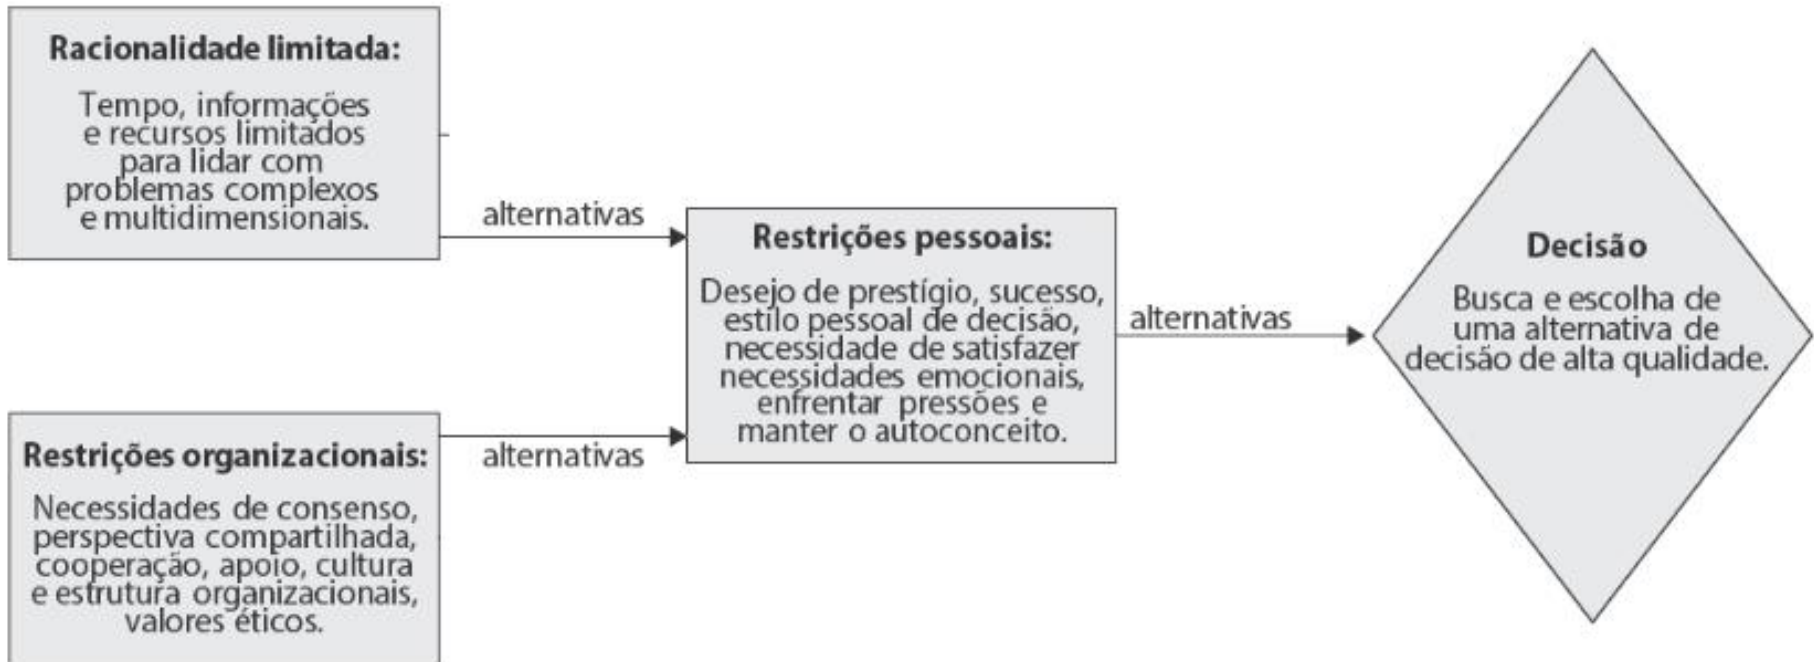 Racionalidade limitada:
Tempo, informações
e recursos limitados
para lidar com
problemas complexos
e multidimensionais.
alternativas
Restrições organizacionais:
Necessidades de consenso,
perspectiva compartilhada,
cooperação, apoio, cultura
e estrutura organizacionais,
valores éticos.
alternativas
Restrições pessoais:
Desejo de prestígio, sucesso,
estilo pessoal de decisão,
necessidade de satisfazer
necessidades emocionais,
enfrentar pressões e
manter o autoconceito.
alternativas
Decisão
Busca e escolha de
uma alternativa de
decisão de alta qualidade.